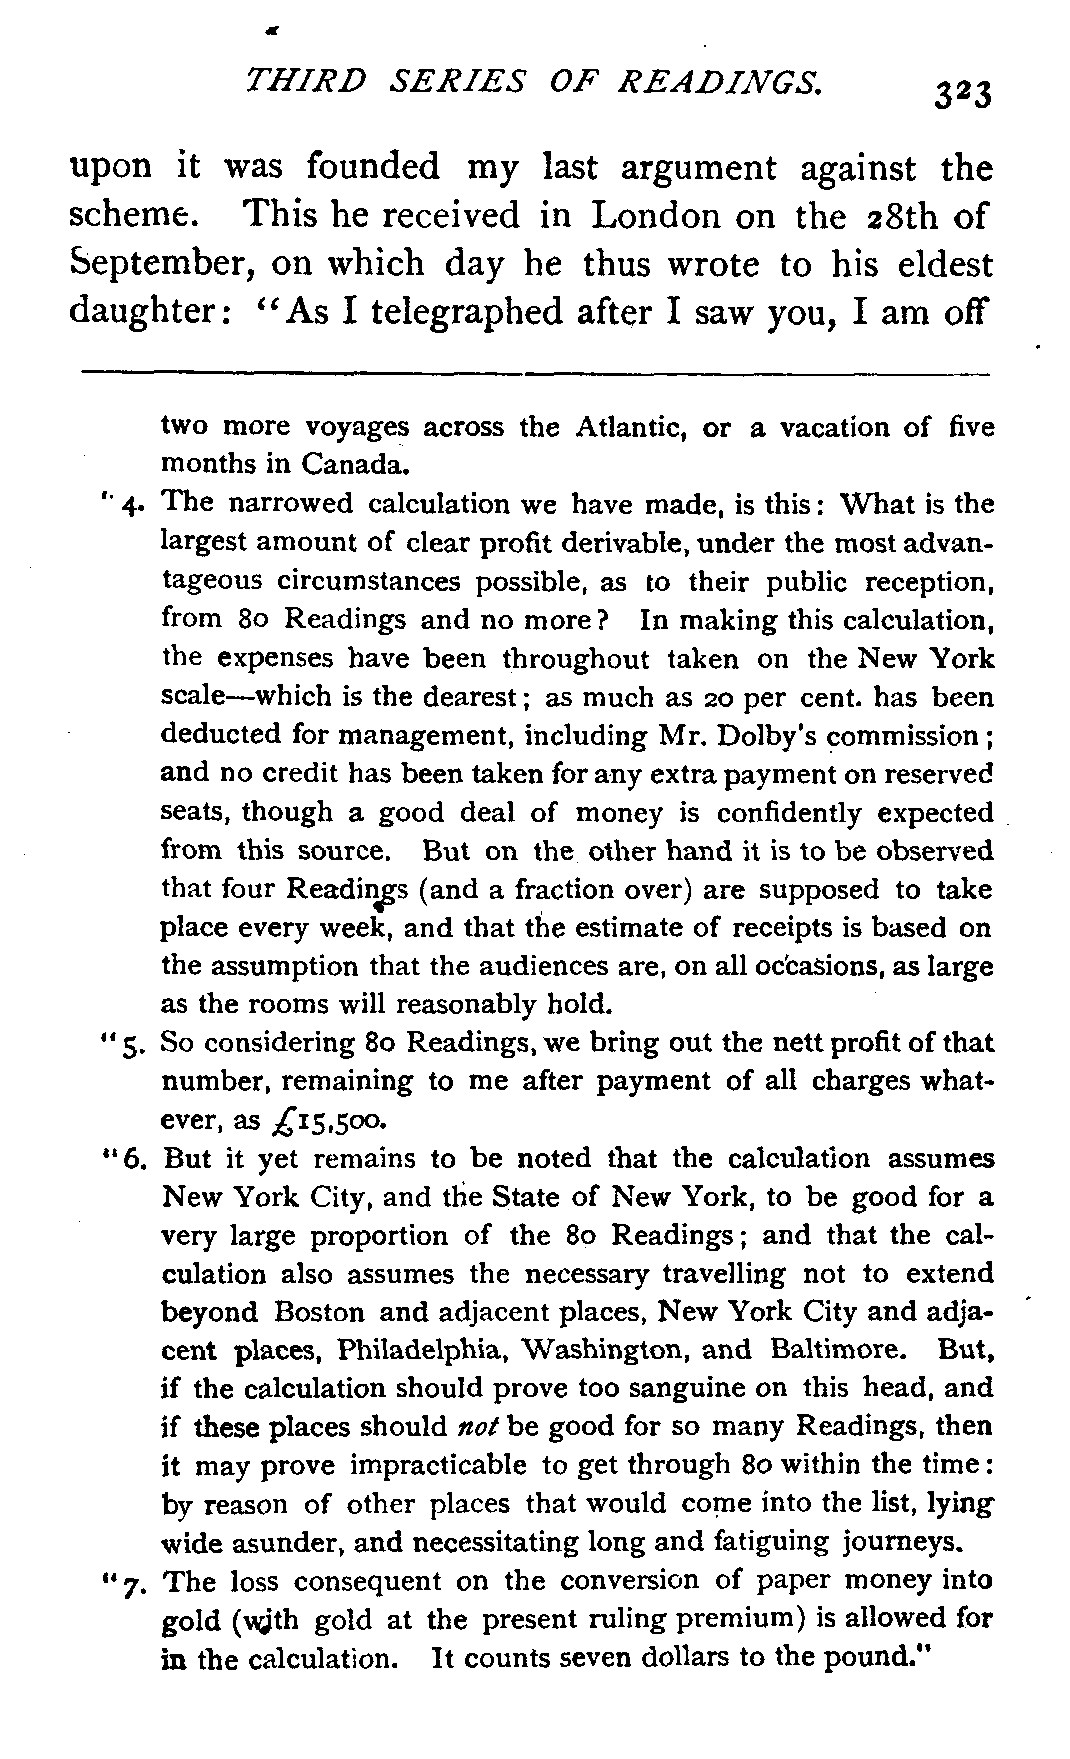 THIRD SERIES OF READINGS. 323
upon it was founded my last argument against the
scheme. This he received in London on the 28th of
September, on which day he thus wrote to his eldest
daughter: "As I telegraphed after I saw you, I am off
two more voyages across the Atlantic, or a vacation of five
months in Canada.
"4. The narrowed calculation we have made, is this: What is the
largest amount of clear profit derivable, under the most advan-
tageous circumstances possible, as to their public reception,
from 80 Readings and no more? In making this calculation,
the expenses have been throughout taken on the New York
scale—which is the dearest; as much as 20 per cent. has been
deducted for management, including Mr. Dolby's commission;
and no credit has been taken for any extra payment on reserved
seats, though a good deal of money is confidently expected
from this source. But on the other hand it is to be observed
that four Readings (and a fraction over) are supposed to take
place every week, and that the estimate of receipts is based on
the assumption that the audiences are, on all occasions, as large
as the rooms will reasonably hold.
"5. So considering 80 Readings, we bring out the nett profit of that
number, remaining to me after payment of all charges what-
ever, as £15,500.
"6. But it yet remains to be noted that the calculation assumes
New York City, and the State of New York, to be good for a
very large proportion of the 80 Readings; and that the cal-
culation also assumes the necessary travelling not to extend
beyond Boston and adjacent places, New York City and adja-
cent places, Philadelphia, Washington, and Baltimore. But,
if the calculation should prove too sanguine on this head, and
if these places should not be good for so many Readings, then
it may prove impracticable to get through 80 within the time:
by reason of other places that would come into the list, lying
wide asunder, and necessitating long and fatiguing journeys.
"7. The loss consequent on the conversion of paper money into
gold (with gold at the present ruling premium) is allowed for
in the calculation. It counts seven dollars to the pound."